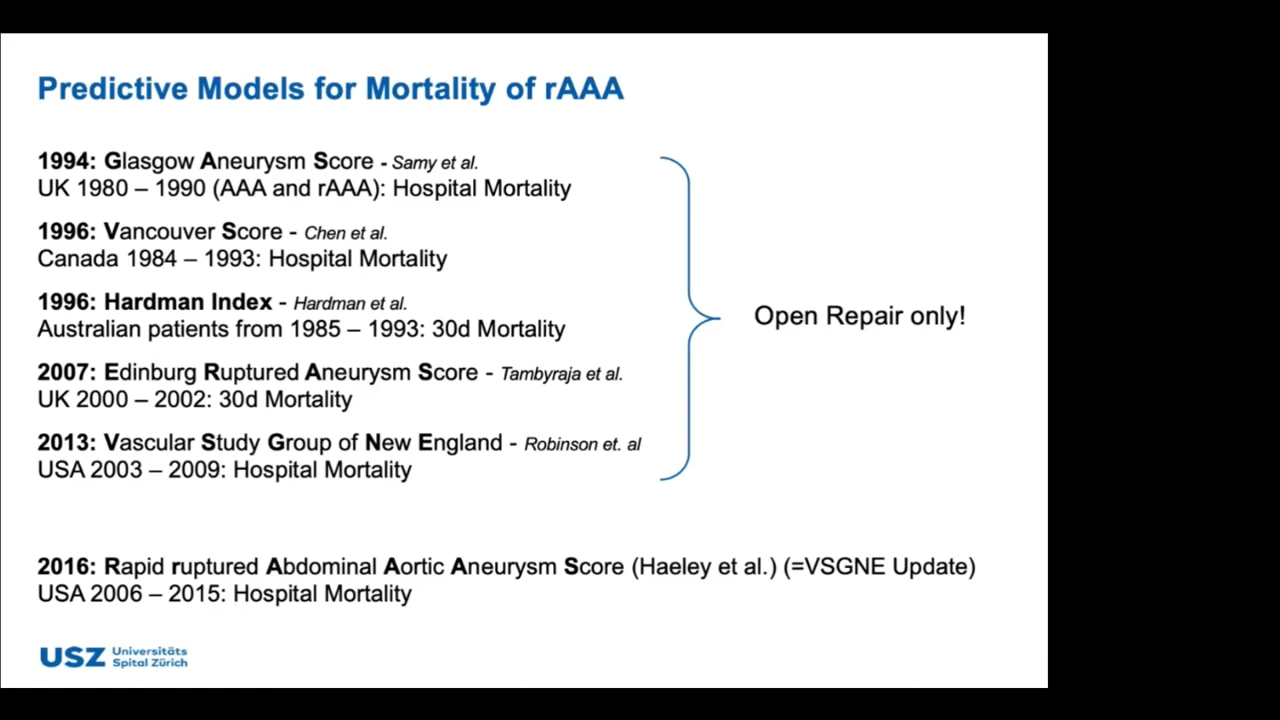 Predictive Models for Mortality of rAAA
1994: Glasgow Aneurysm Score - Samy et al.
UK 1980 – 1990 (AAA and rAAA): Hospital Mortality
1996: Vancouver Score - Chen et al.
Canada 1984 – 1993: Hospital Mortality
1996: Hardman Index - Hardman et al.
Australian patients from 1985 – 1993: 30d Mortality
2007: Edinburg Ruptured Aneurysm Score - Tambyraja et al.
UK 2000 – 2002: 30d Mortality
2013: Vascular Study Group of New England - Robinson et. al
USA 2003 – 2009: Hospital Mortality
Open Repair only!
2016: Rapid ruptured Abdominal Aortic Aneurysm Score (Haeley et al.) (=VSGNE Update)
USA 2006 – 2015: Hospital Mortality
USZ Universitäts
Spital Zürich